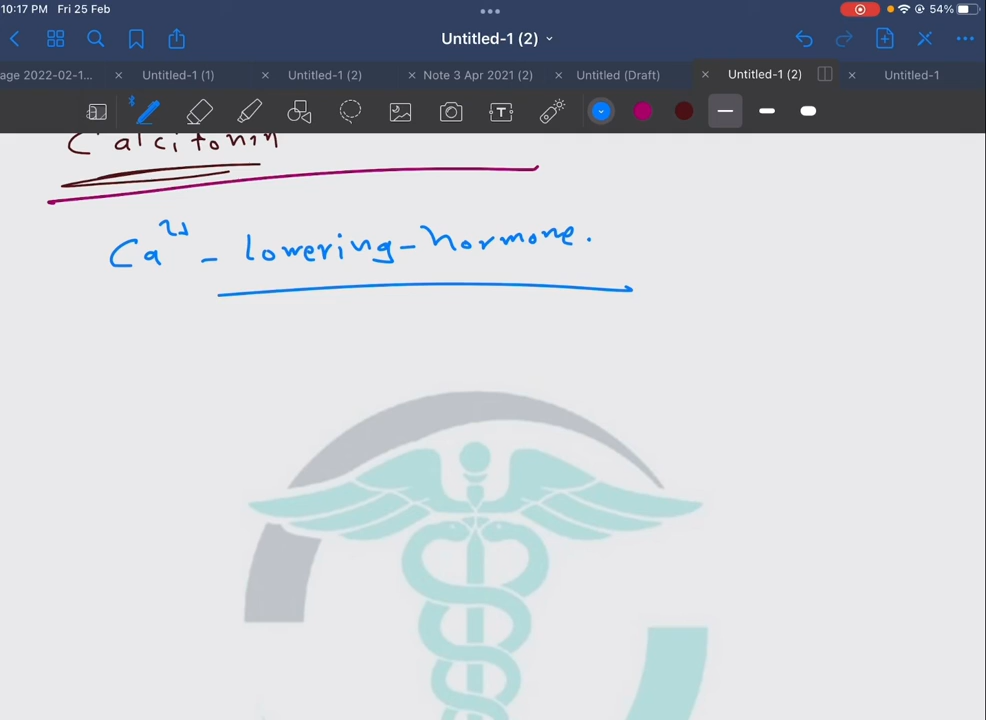 10:17 PM Fri 25 Feb
54%
Untitled-1 (2)
age 2022-02-1...
Untitled-1 (1)
Untitled-1 (2)
Note 3 Apr 2021 (2)
Untitled (Draft)
Untitled-1 (2)
Untitled-1
Calcitonin
Ca²⁺ - lowering-hormone.